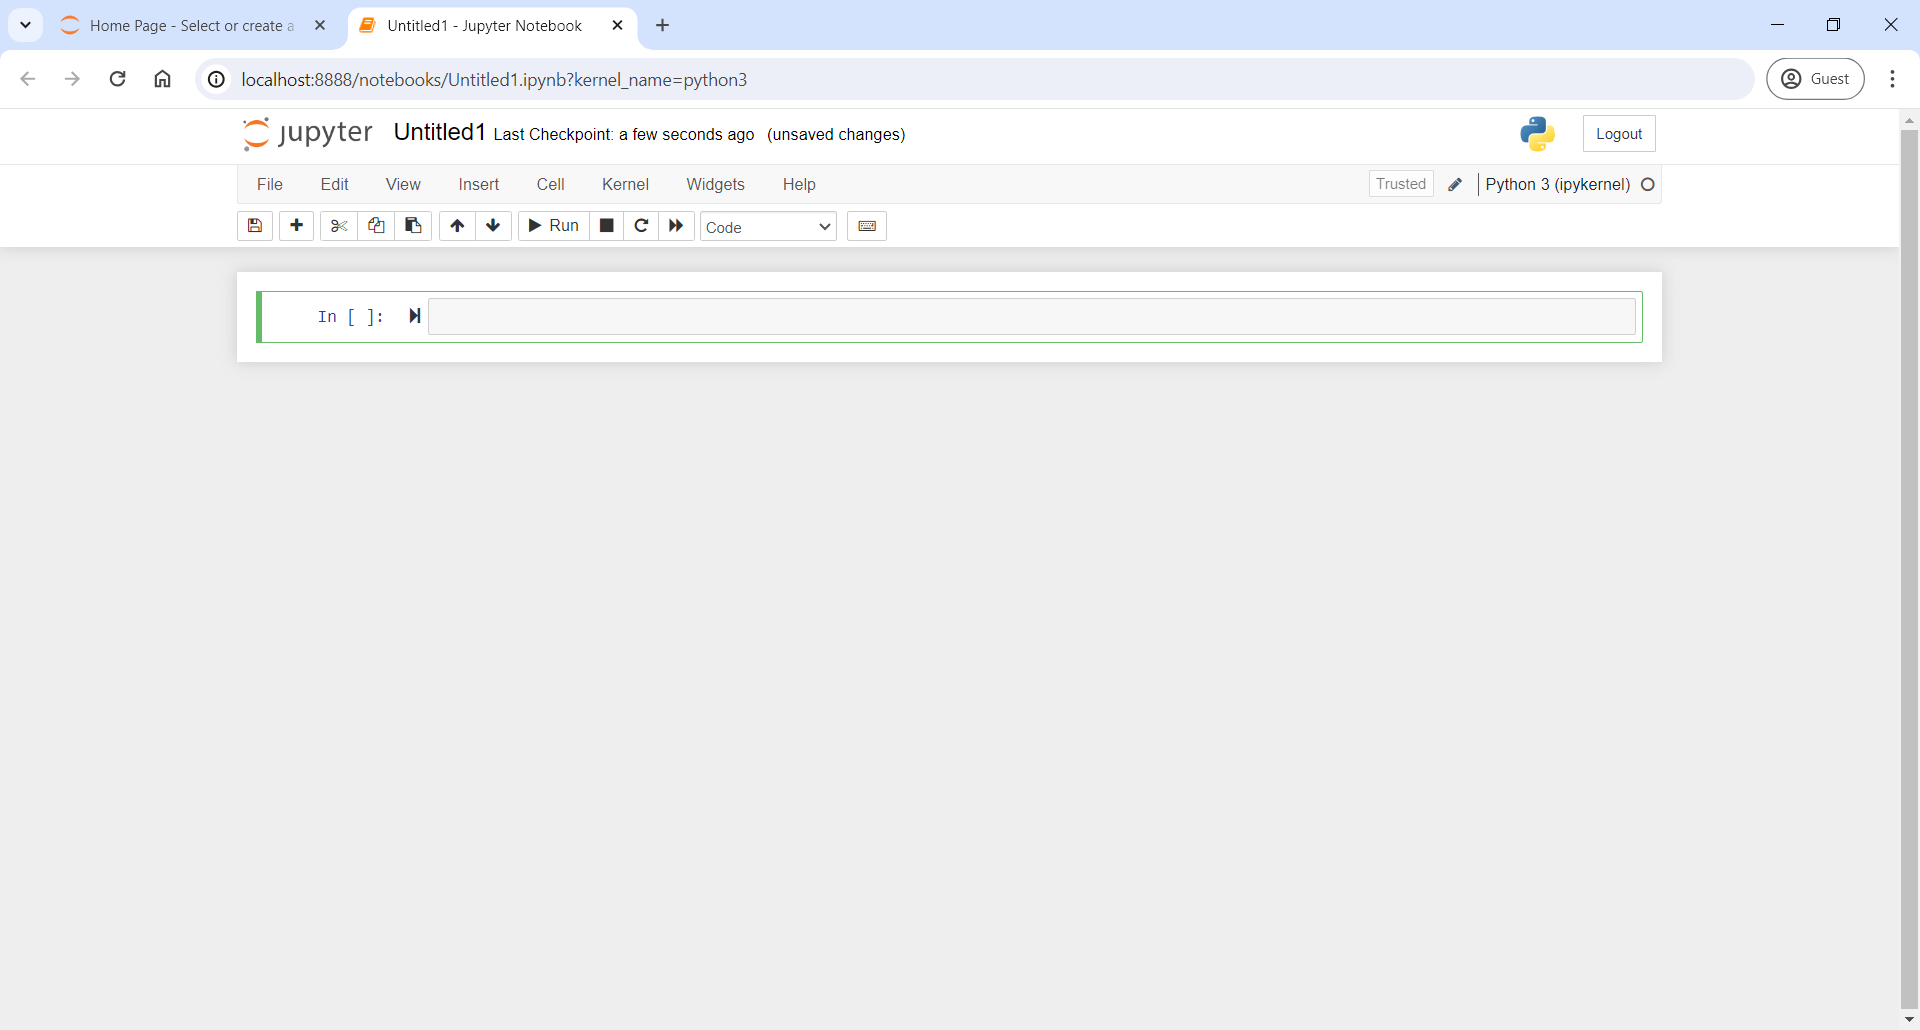 Home Page - Select or create a
Untitled1 - Jupyter Notebook
localhost:8888/notebooks/Untitled1.ipynb?kernel_name=python3
Guest
jupyter Untitled1 Last Checkpoint: a few seconds ago (unsaved changes)
Logout
File Edit View Insert Cell Kernel Widgets Help
Trusted
Python 3 (ipykernel)
Run
Code
In [ ]: